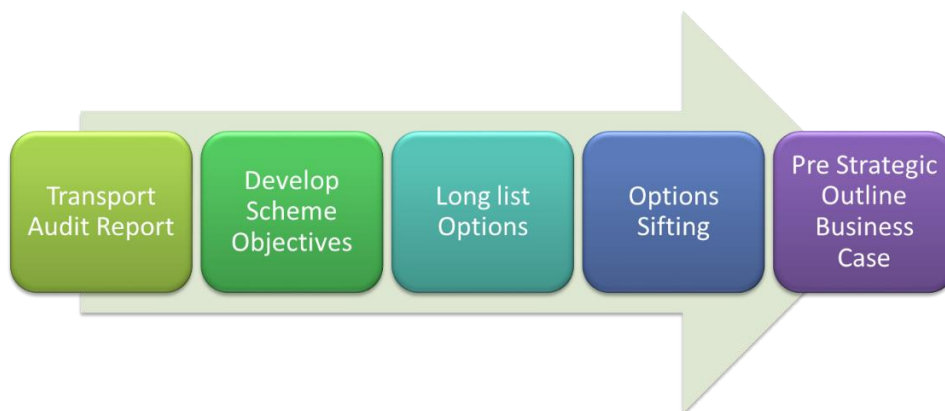 Transport
Audit Report
Develop
Scheme
Objectives
Long list
Options
Options
Sifting
Pre Strategic
Outline
Business
Case